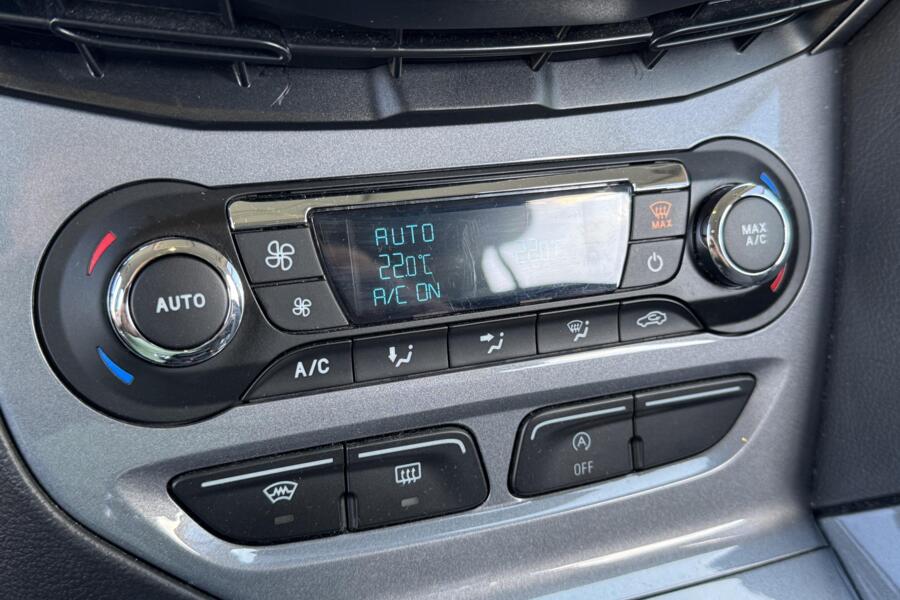 AUTO
22.0°C
A/C ON
22.0°C
MAX
MAX
A/C
AUTO
A/C
A
OFF